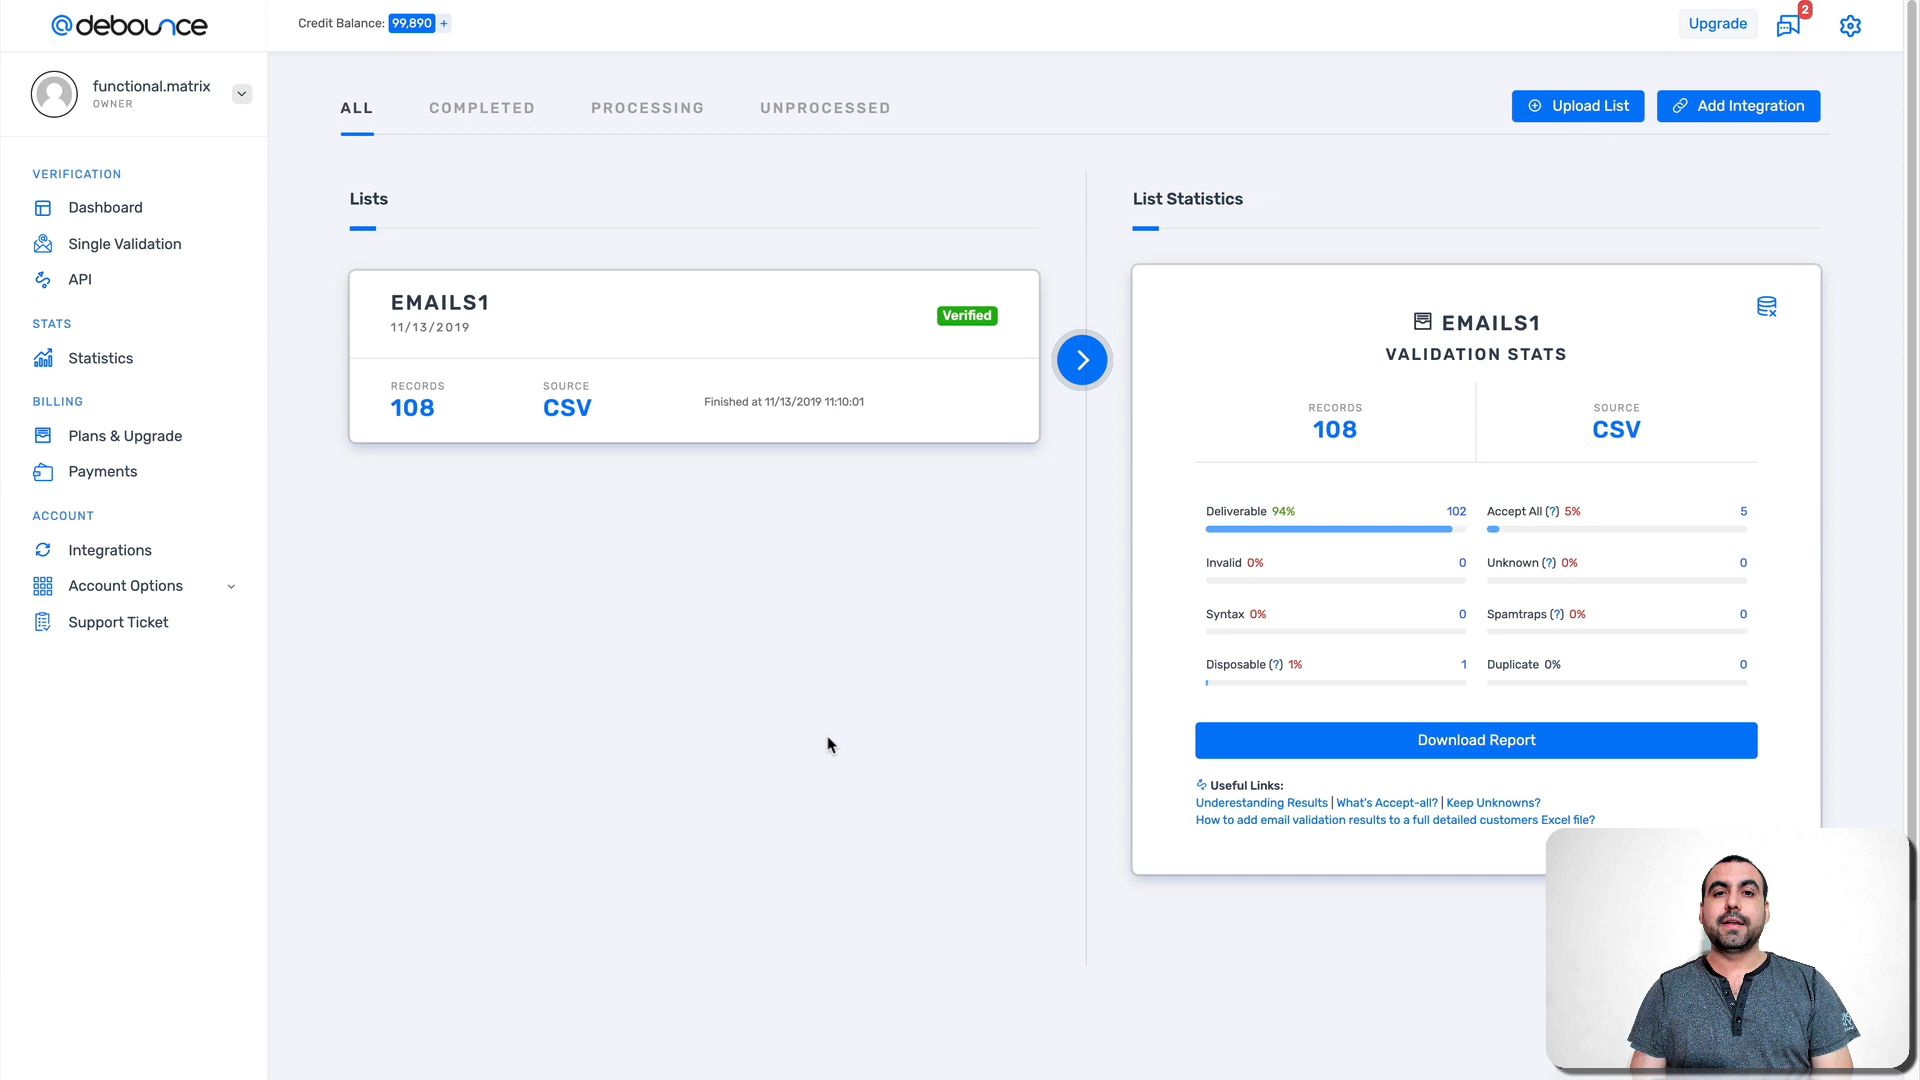 @debounce
Credit Balance: 99,890 +
Upgrade
2
functional.matrix
OWNER
ALL
COMPLETED
PROCESSING
UNPROCESSED
Upload List
Add Integration
VERIFICATION
Dashboard
Single Validation
API
STATS
Statistics
BILLING
Plans & Upgrade
Payments
ACCOUNT
Integrations
Account Options
Support Ticket
Lists
EMAILS1
11/13/2019
Verified
RECORDS
108
SOURCE
CSV
Finished at 11/13/2019 11:10:01
List Statistics
EMAILS1
VALIDATION STATS
RECORDS
108
SOURCE
CSV
Deliverable 94% 102
Accept All (?) 5% 5
Invalid 0% 0
Unknown (?) 0% 0
Syntax 0% 0
Spamtraps (?) 0% 0
Disposable (?) 1% 1
Duplicate 0% 0
Download Report
Useful Links:
Understanding Results | What's Accept-all? | Keep Unknowns?
How to add email validation results to a full detailed customers Excel file?